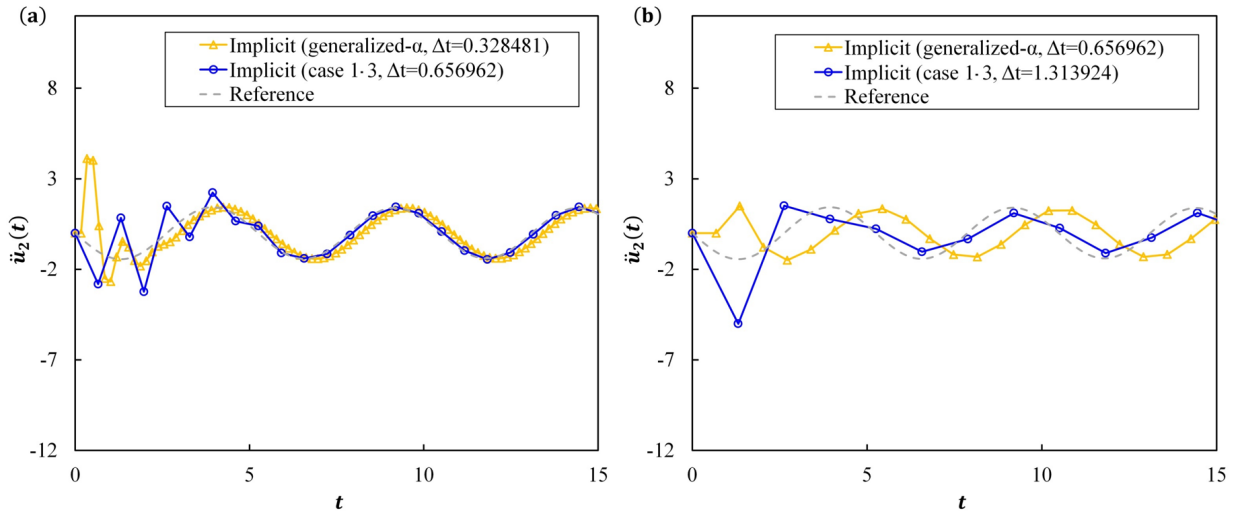 (a)
Implicit (generalized-α, Δt=0.328481)
Implicit (case 1·3, Δt=0.656962)
Reference
8
3
-2
-7
-12
ü₂(t)
0
5
10
15
t
(b)
Implicit (generalized-α, Δt=0.656962)
Implicit (case 1·3, Δt=1.313924)
Reference
8
3
-2
-7
-12
ü₂(t)
0
5
10
15
t